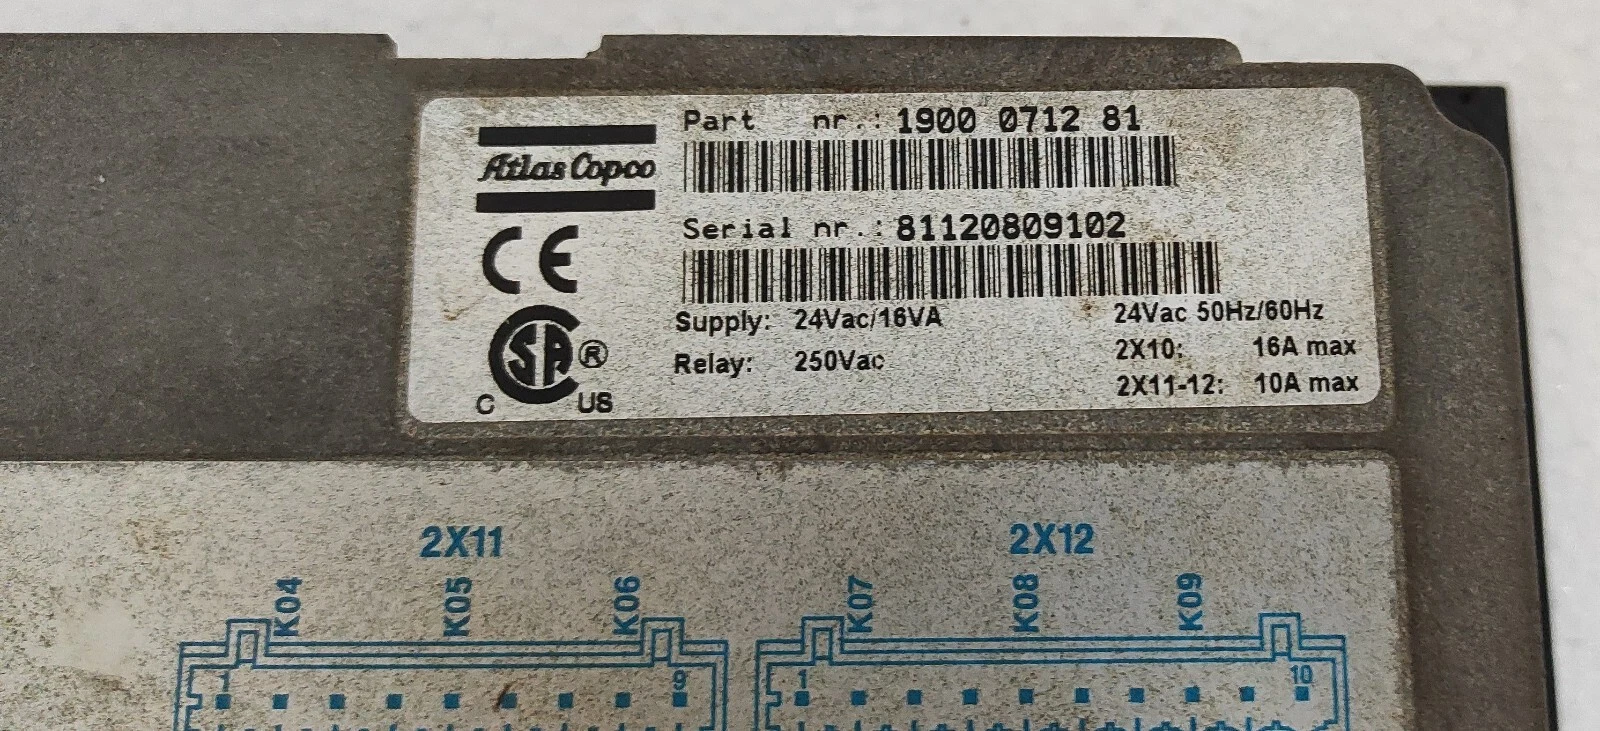 Atlas Copco
Part nr.: 1900 0712 81
Serial nr.: 81120809102
CE
Supply: 24Vac/16VA
24Vac 50Hz/60Hz
Relay: 250Vac
2X10: 16A max
2X11-12: 10A max
SA ®
C US
2X11
2X12
K04
K05
K06
K07
K08
K09
1
9
1
10